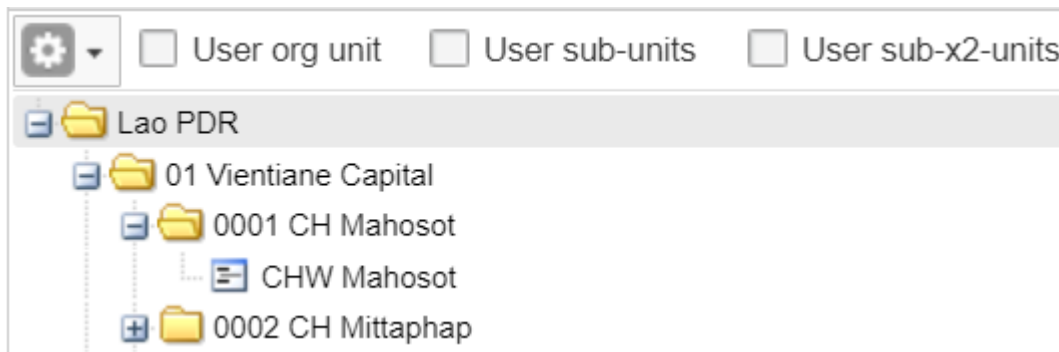 User org unit User sub-units User sub-x2-units
Lao PDR
01 Vientiane Capital
0001 CH Mahosot
CHW Mahosot
0002 CH Mittaphap